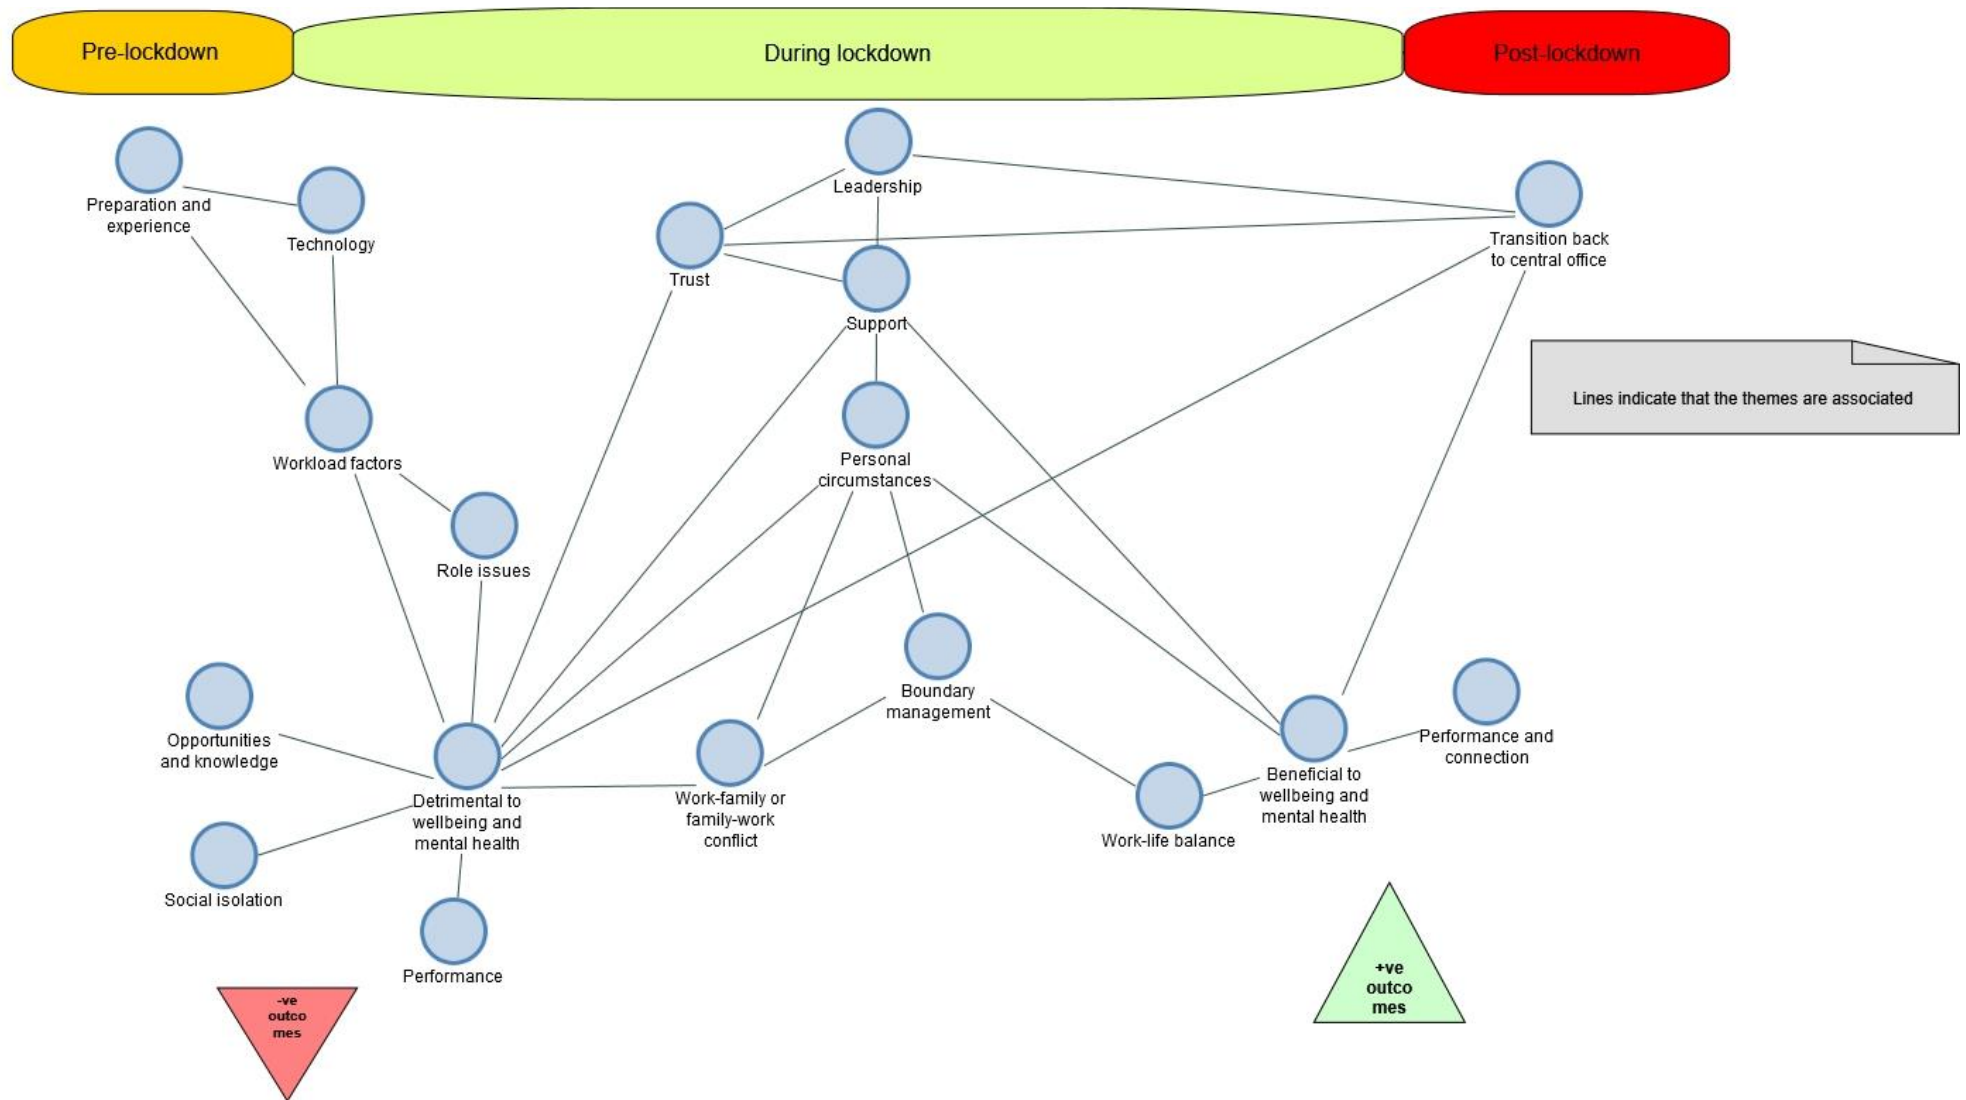 Pre-lockdown
During lockdown
Post-lockdown
Preparation and
experience
Technology
Leadership
Trust
Support
Transition back
to central office
Lines indicate that the themes are associated
Workload factors
Personal
circumstances
Role issues
Opportunities
and knowledge
Boundary
management
Performance and
connection
Detrimental to
wellbeing and
mental health
Work-family or
family-work
conflict
Work-life balance
Beneficial to
wellbeing and
mental health
Social isolation
Performance
-ve
outco
mes
+ve
outco
mes